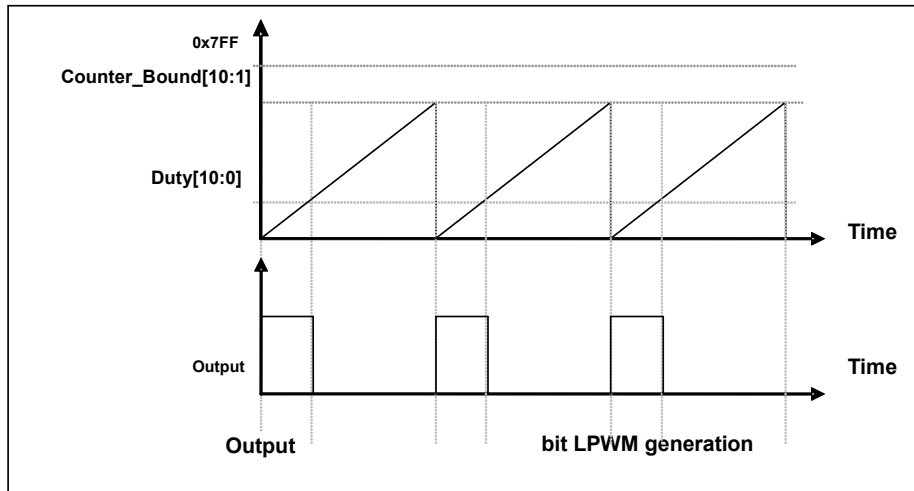 0x7FF
Counter_Bound[10:1]
Duty[10:0]
Time
Output
Time
Output
bit LPWM generation